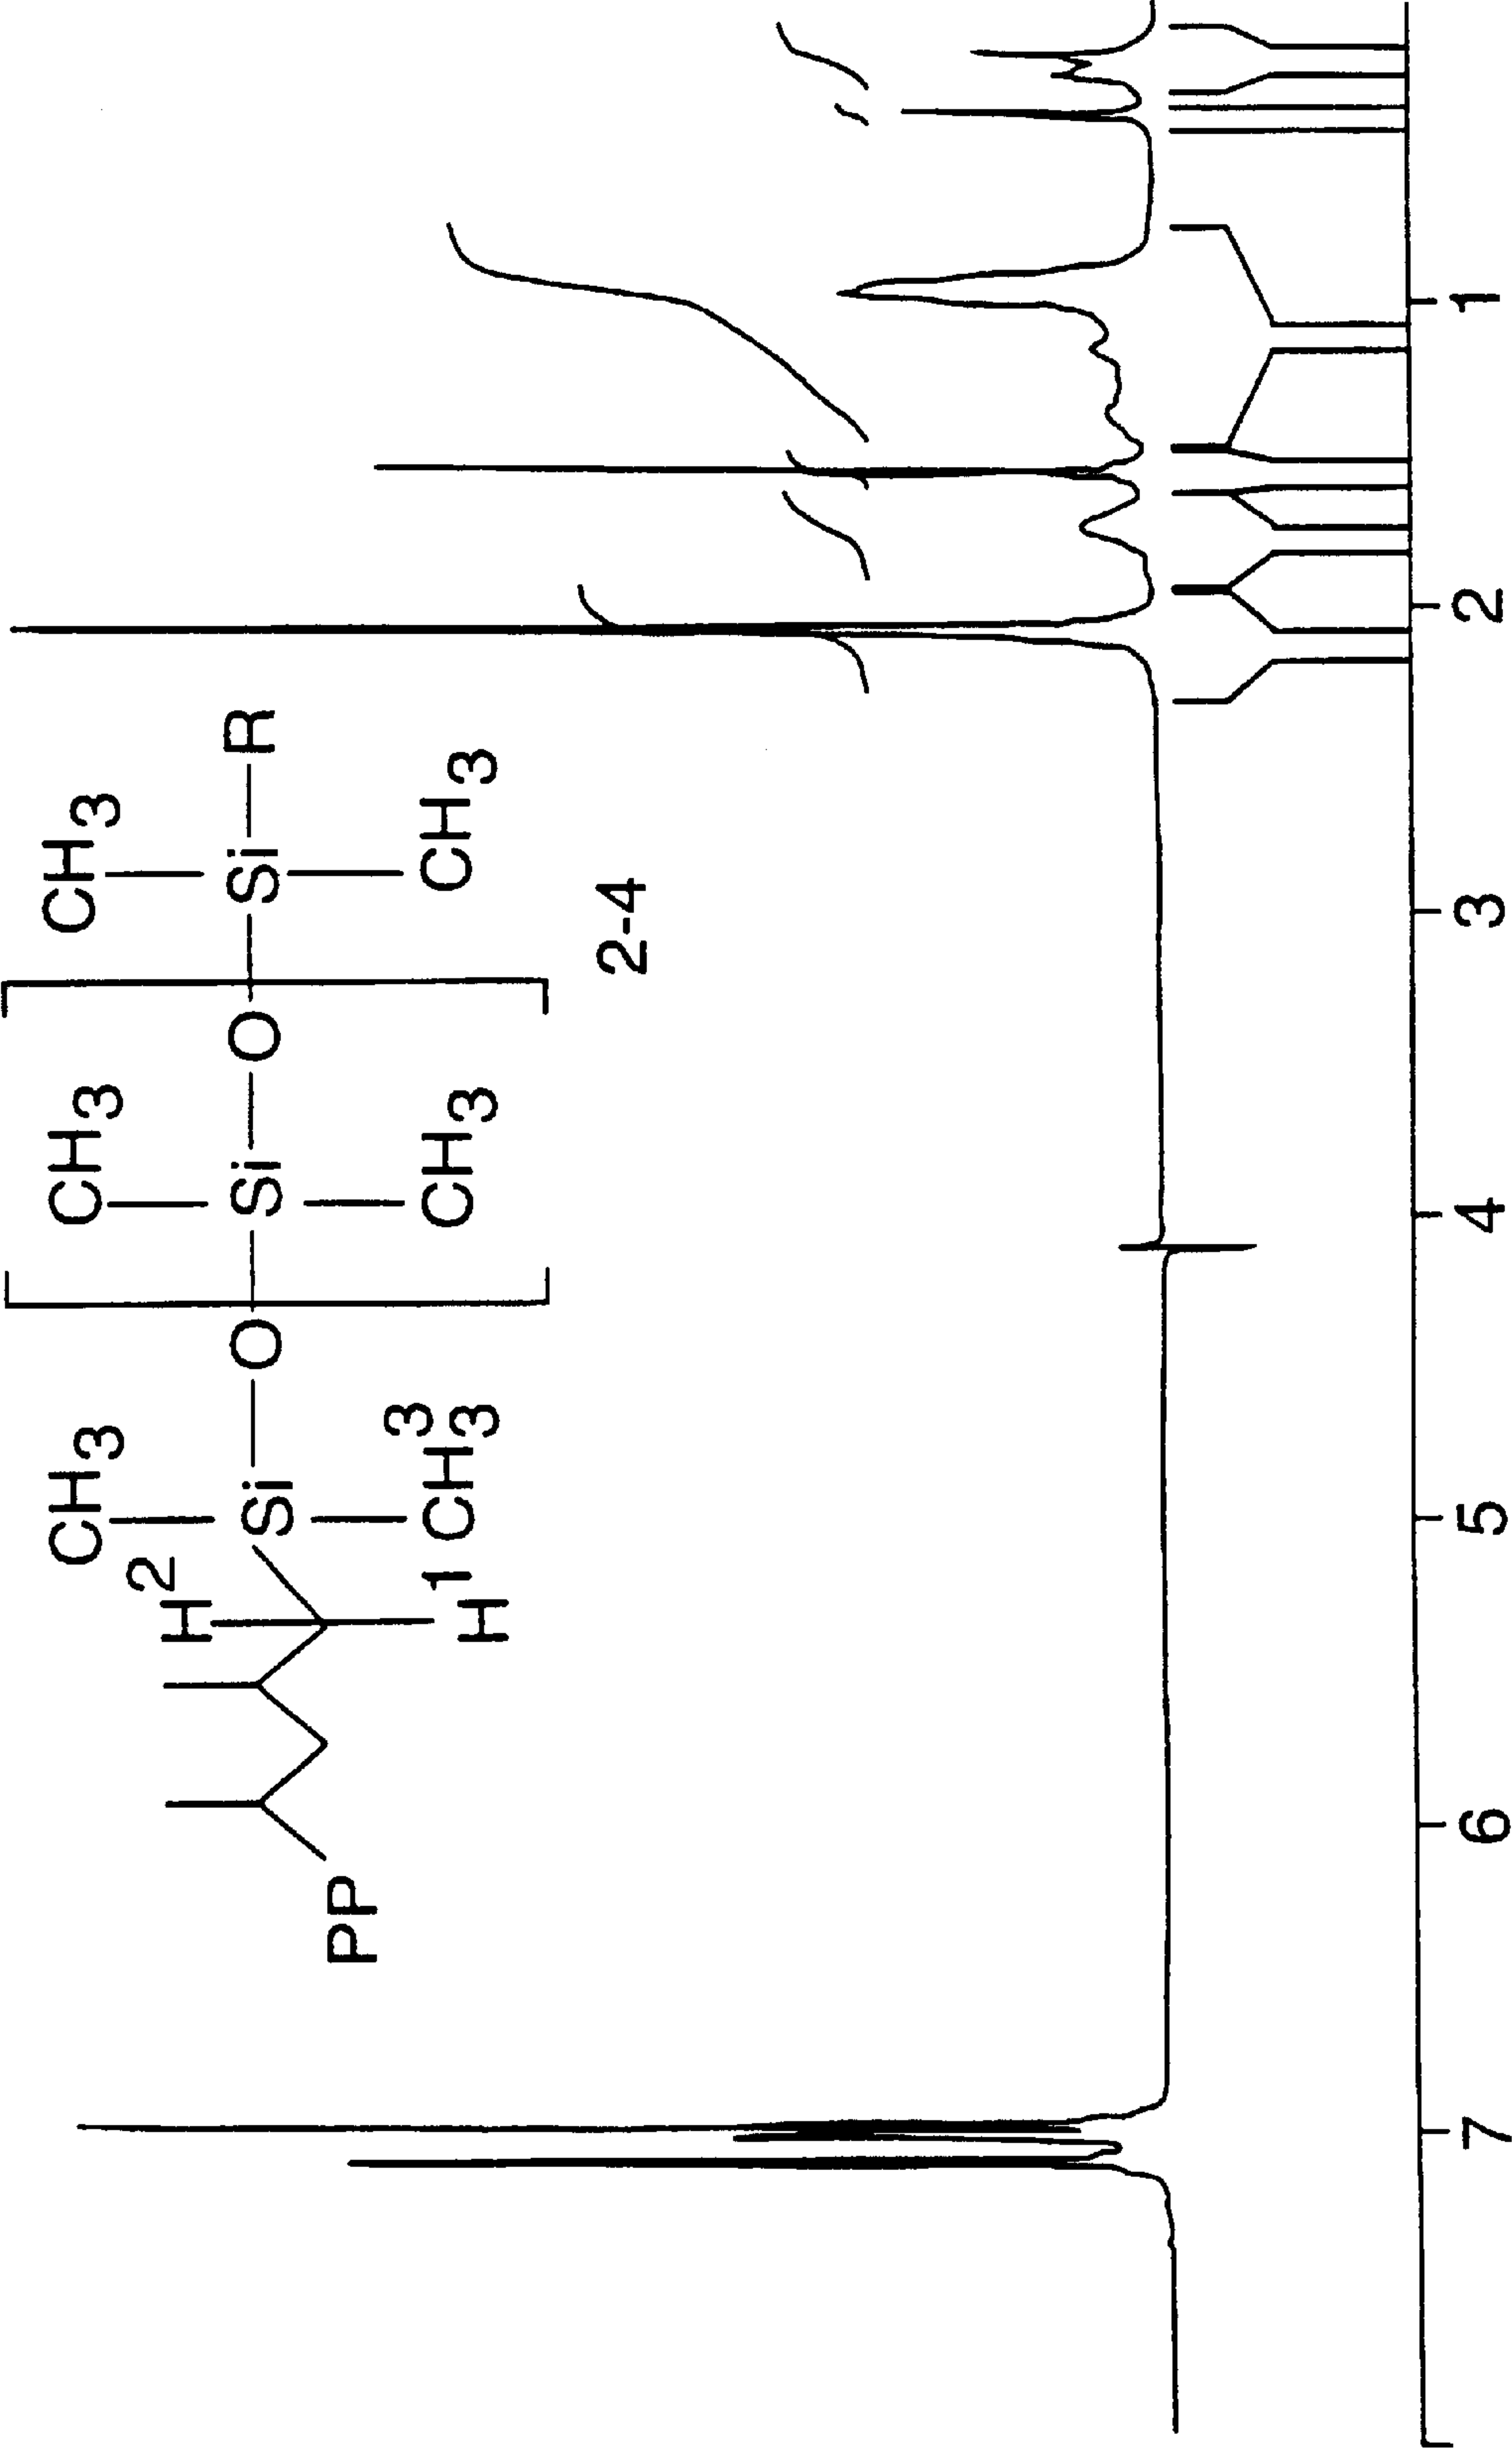 CH3 CH3 CH3
H2
Si O Si O Si R
PP
H1 CH3 3 CH3 CH3
2-4
7 6 5 4 3 2 1